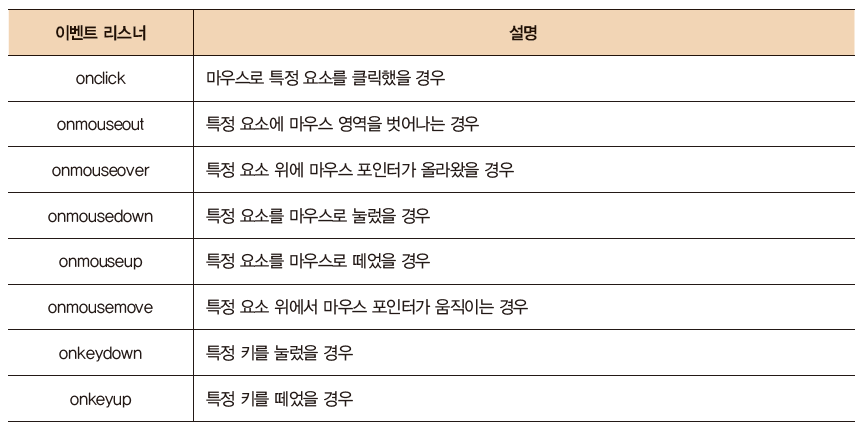 이벤트 리스너 설명
onclick 마우스로 특정 요소를 클릭했을 경우
onmouseout 특정 요소에 마우스 영역을 벗어나는 경우
onmouseover 특정 요소 위에 마우스 포인터가 올라왔을 경우
onmousedown 특정 요소를 마우스로 눌렀을 경우
onmouseup 특정 요소를 마우스로 떼었을 경우
onmousemove 특정 요소 위에서 마우스 포인터가 움직이는 경우
onkeydown 특정 키를 눌렀을 경우
onkeyup 특정 키를 떼었을 경우